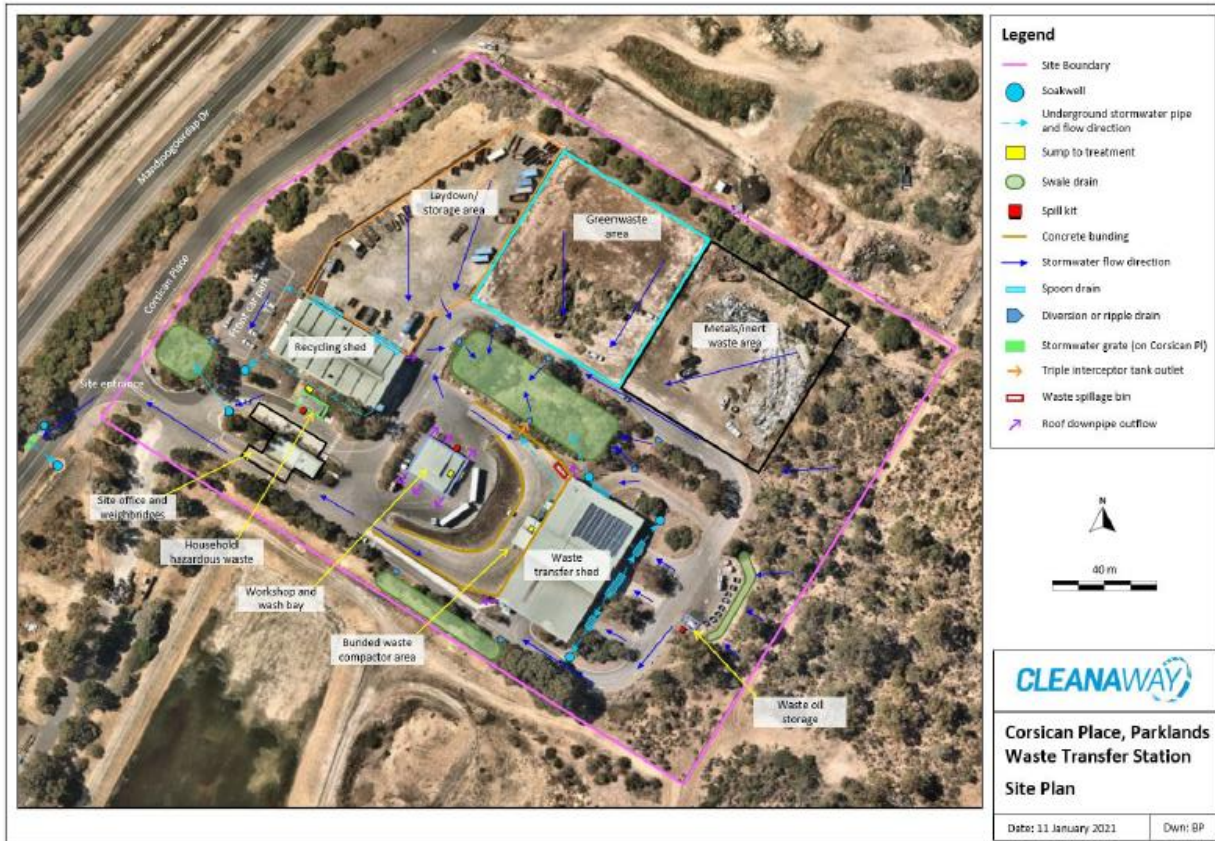 Legend
Site Boundary
Soakwell
Underground stormwater pipe
and flow direction
Sump to treatment
Swale drain
Spill kit
Concrete bunding
Stormwater flow direction
Spoon drain
Diversion or ripple drain
Stormwater grate (on Corsican Pl)
Triple interceptor tank outlet
Waste spillage bin
Roof downpipe outflow
N
40 m
CLEANAWAY
Corsican Place, Parklands
Waste Transfer Station
Site Plan
Date: 11 January 2021
Dwn: BP
Mandjoogoordap Dr
Corsican Place
Laydown/
storage area
Greenwaste
area
Front car park
Recycling shed
Metals/inert
waste area
Site entrance
Site office and
weighbridges
Household
hazardous waste
Workshop and
wash bay
Bunded waste
compactor area
Waste
transfer shed
Waste oil
storage